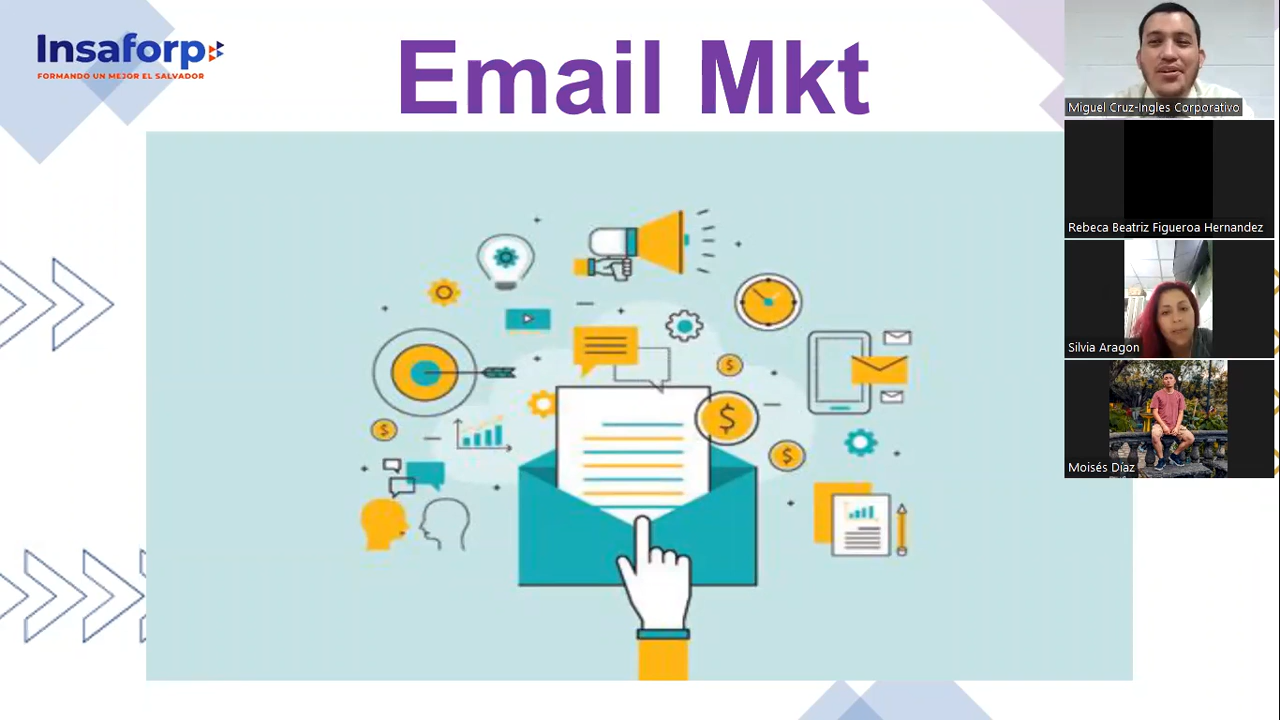 Insaforp
FORMANDO UN MEJOR EL SALVADOR
Email Mkt
$
$
$
$
Miguel Cruz-Ingles Corporativo
Rebeca Beatriz Figueroa Hernandez
Silvia Aragon
Moisés Díaz